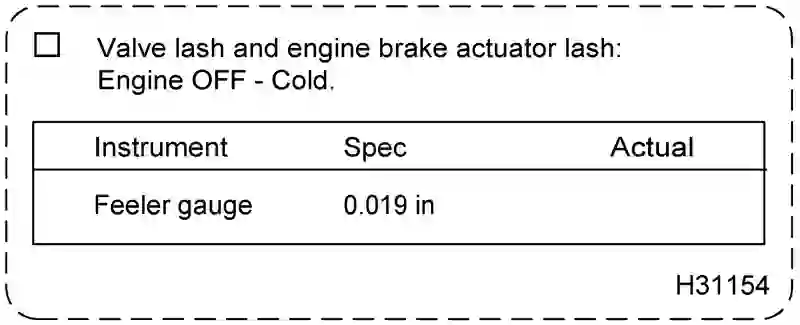 Valve lash and engine brake actuator lash:
Engine OFF - Cold.
Instrument Spec Actual
Feeler gauge 0.019 in
H31154